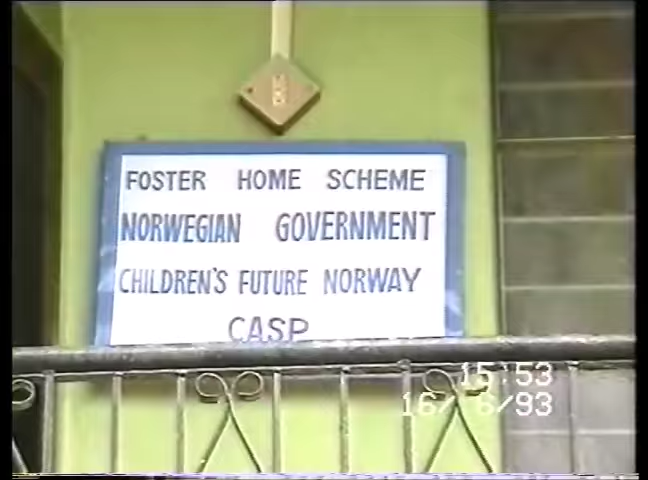 FOSTER HOME SCHEME
NORWEGIAN GOVERNMENT
CHILDREN'S FUTURE NORWAY
CASP
15:53
16/ 6/93